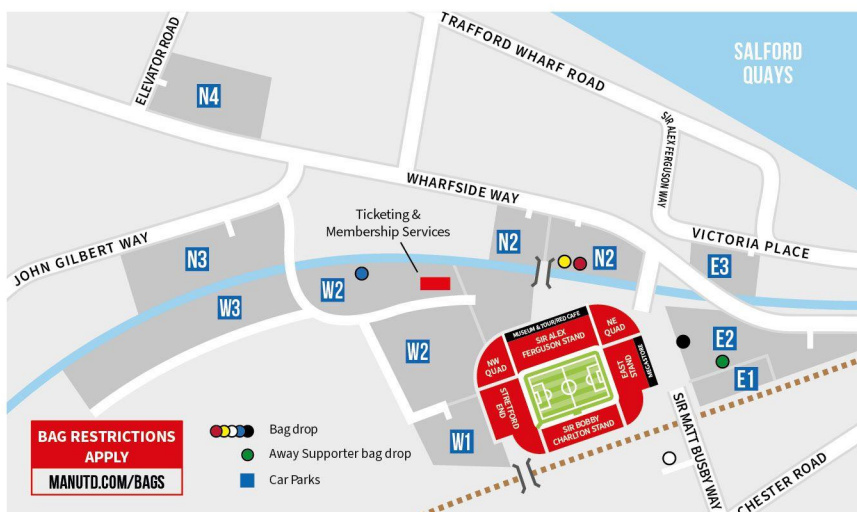 ELEVATOR ROAD
TRAFFORD WHARF ROAD
SALFORD
QUAYS
N4
SIR ALEX FERGUSON WAY
WHARFSIDE WAY
Ticketing &
Membership Services
JOHN GILBERT WAY
VICTORIA PLACE
N3
N2
N2
E3
W3
W2
W2
MUSEUM & TOUR/RED CAFE
SIR ALEX
FERGUSON STAND
NW
QUAD
NE
QUAD
EAST
STAND
MEGASTORE
STRETFORD
END
SIR BOBBY
CHARLTON STAND
E2
E1
W1
SIR MATT BUSBY WAY
CHESTER ROAD
BAG RESTRICTIONS
APPLY
MANUTD.COM/BAGS
Bag drop
Away Supporter bag drop
Car Parks